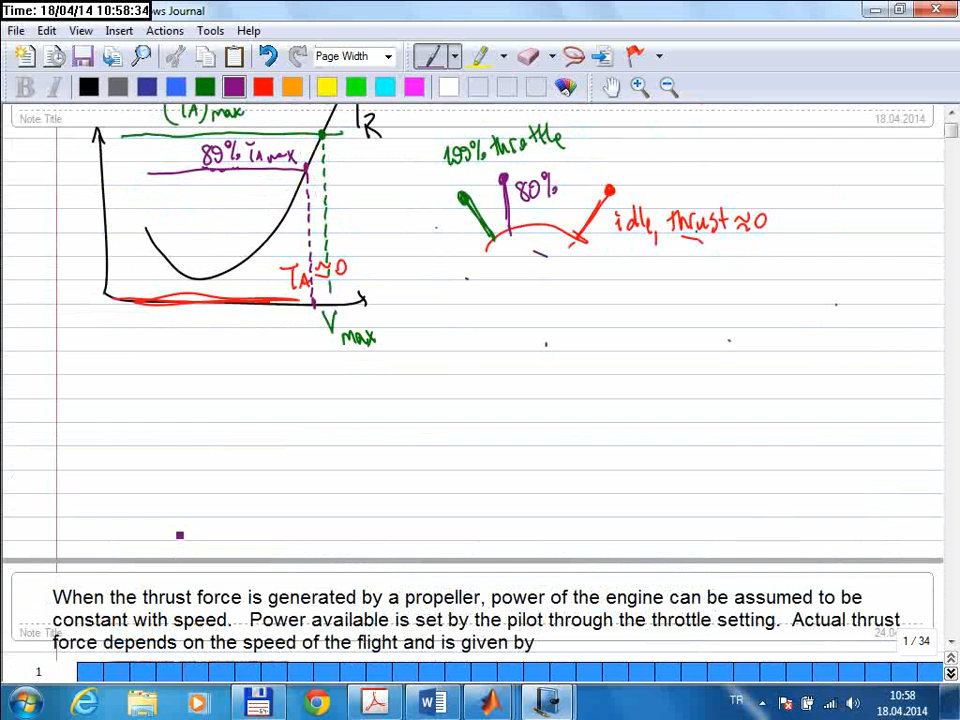 Time: 18/04/14 10:58:34
ws Journal
File Edit View Insert Actions Tools Help
Page Width
Note Title
18.04.2014
(TA)max
TR
89% TAmax
100% throttle
80%
idle, thrust ≈ 0
TA ≈ 0
Vmax
When the thrust force is generated by a propeller, power of the engine can be assumed to be
constant with speed. Power available is set by the pilot through the throttle setting. Actual thrust
force depends on the speed of the flight and is given by
Note Title
1 / 34
1
TR
10:58
18.04.2014